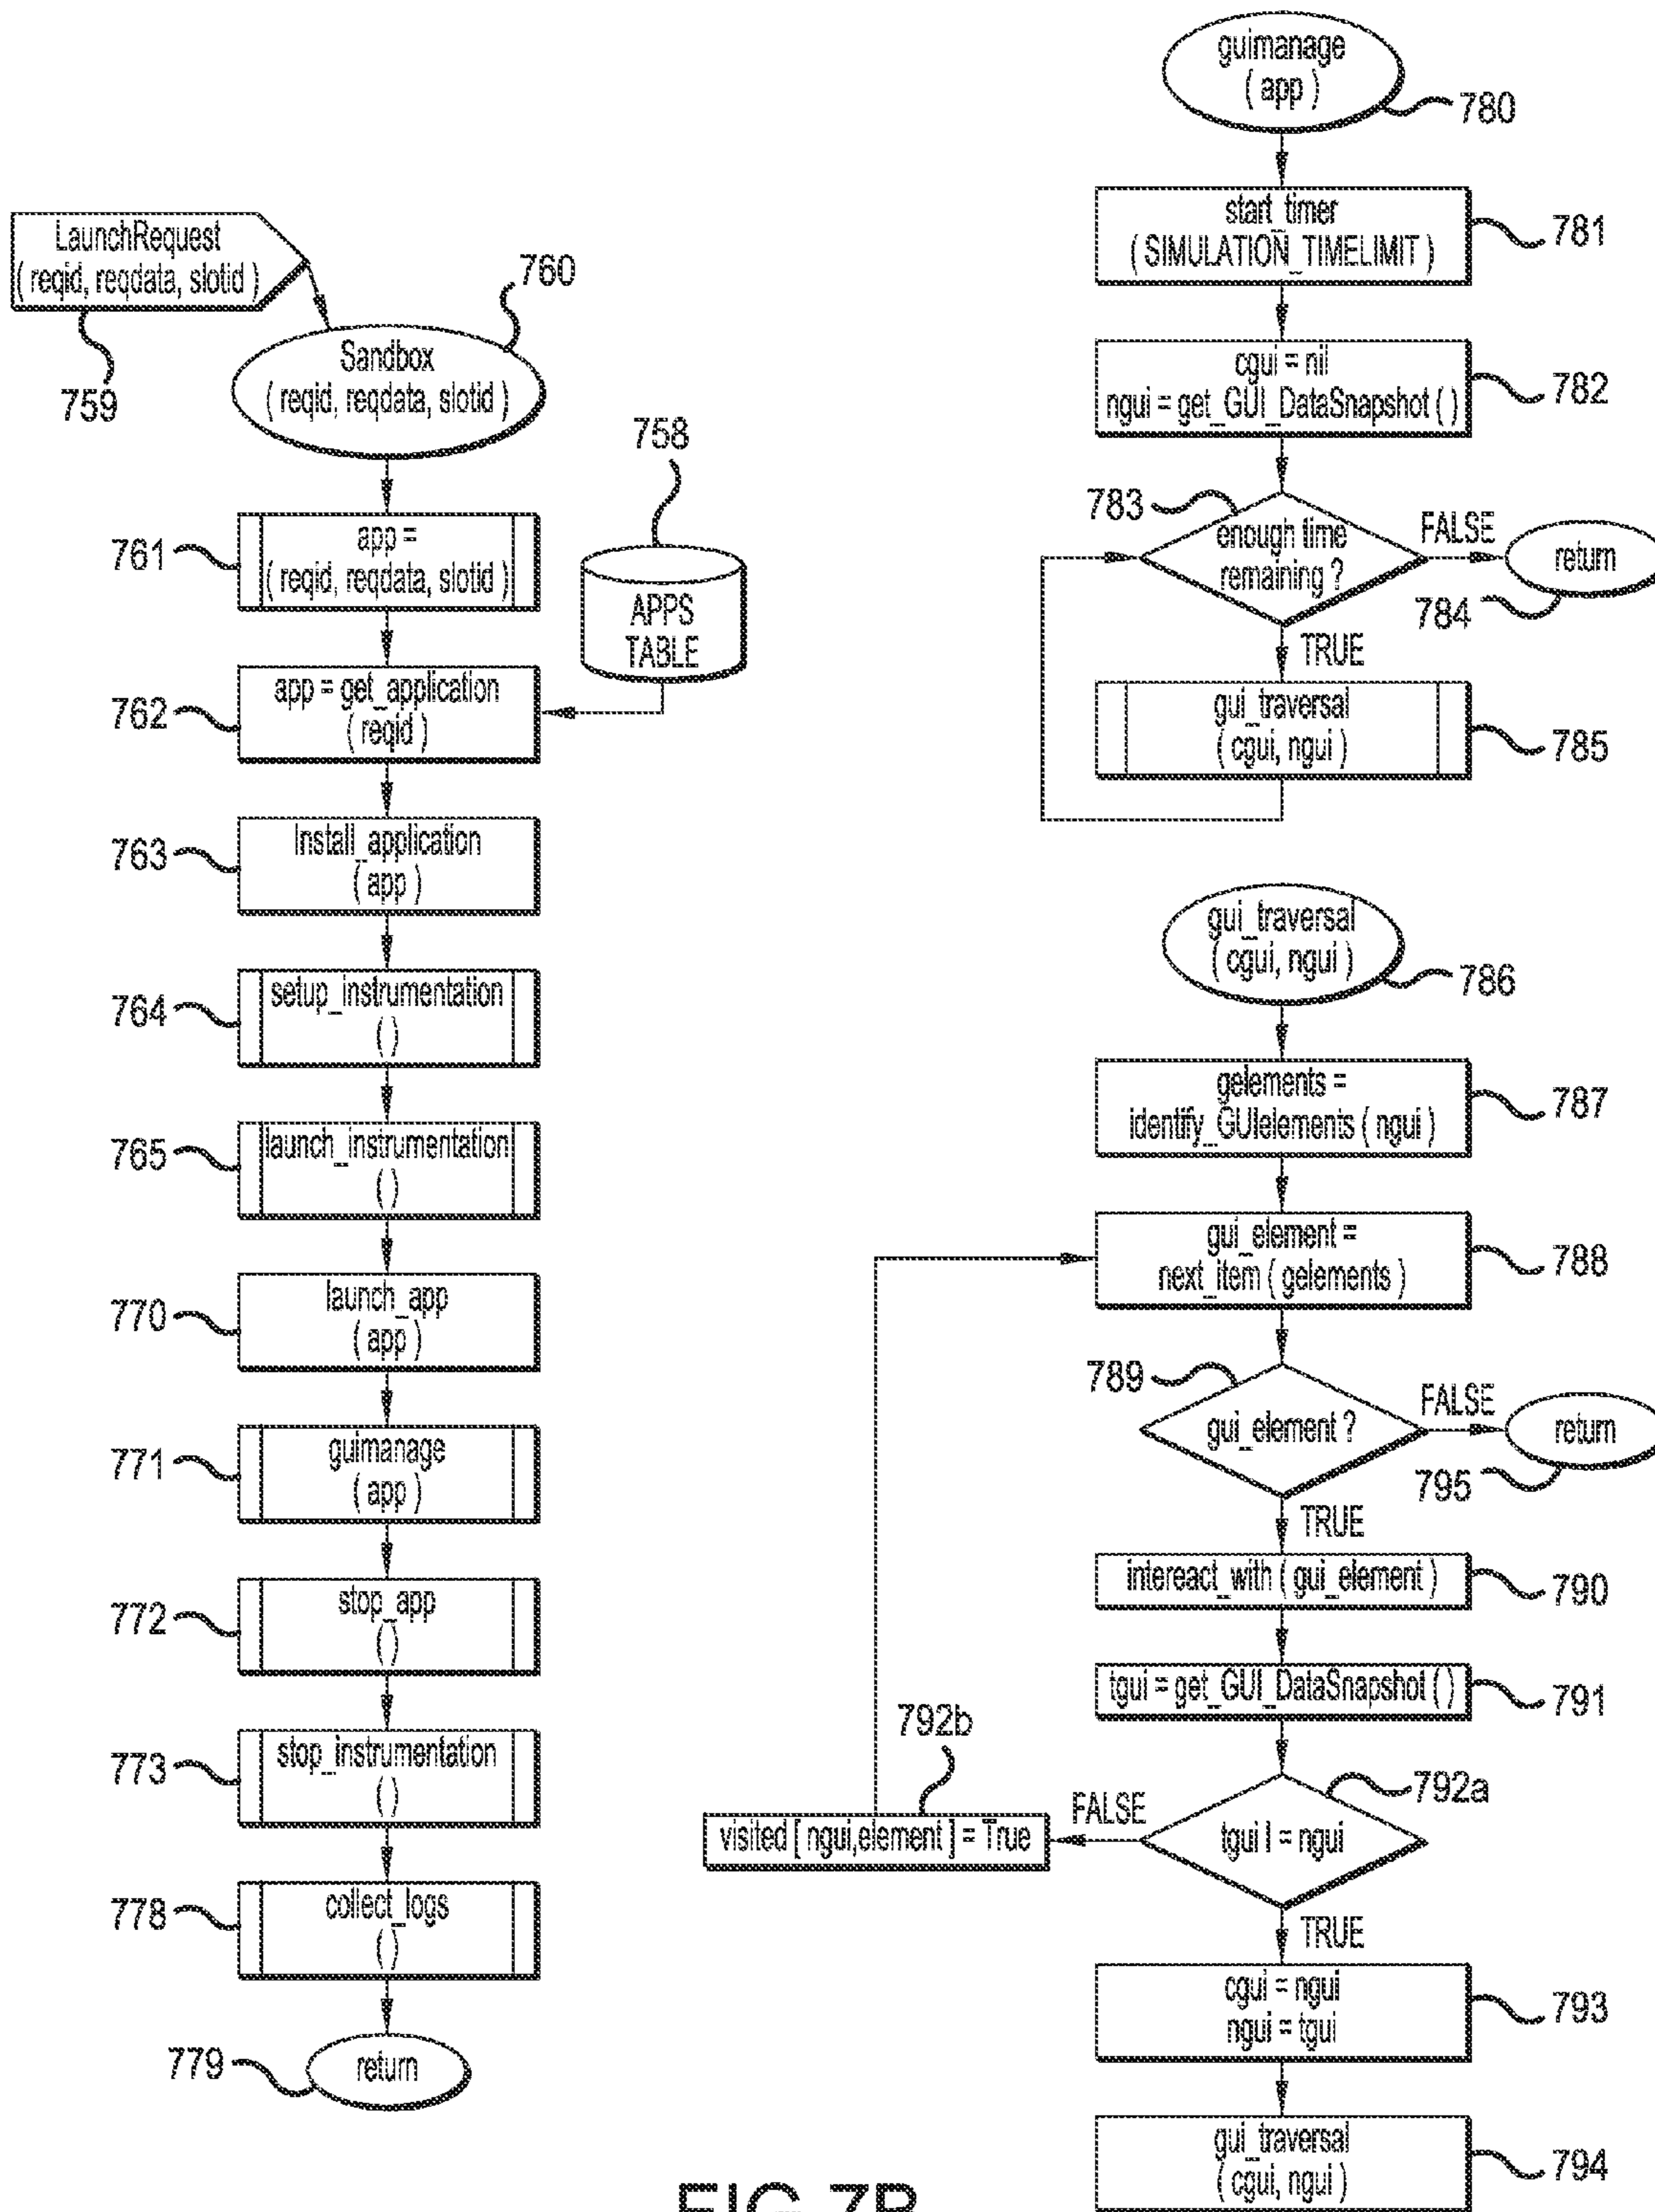 LaunchRequest
( reqid, reqdata, slotid )
759
760
Sandbox
( reqid, reqdata, slotid )
758
APPS
TABLE
761
app =
( reqid, reqdata, slotid )
762
app = get_application
( reqid )
763
Install_application
( app )
764
setup_instrumentation
( )
765
launch_instrumentation
( )
770
launch_app
( app )
771
guimanage
( app )
772
stop_app
( )
773
stop_instrumentation
( )
778
collect_logs
( )
779
return
guimanage
( app )
780
start_timer
( SIMULATION_TIMELIMIT )
781
cgui = nil
ngui = get_GUI_DataSnapshot ( )
782
783
enough time
remaining ?
FALSE
return
784
TRUE
gui_traversal
( cgui, ngui )
785
gui_traversal
( cgui, ngui )
786
gelements =
identify_GUIelements ( ngui )
787
gui_element =
next_item ( gelements )
788
789
gui_element ?
FALSE
return
795
TRUE
intereact_with ( gui_element )
790
tgui = get_GUI_DataSnapshot ( )
791
792a
tgui ! = ngui
FALSE
792b
visited [ ngui,element ] = True
TRUE
cgui = ngui
ngui = tgui
793
gui_traversal
( cgui, ngui )
794
FIG. 7B